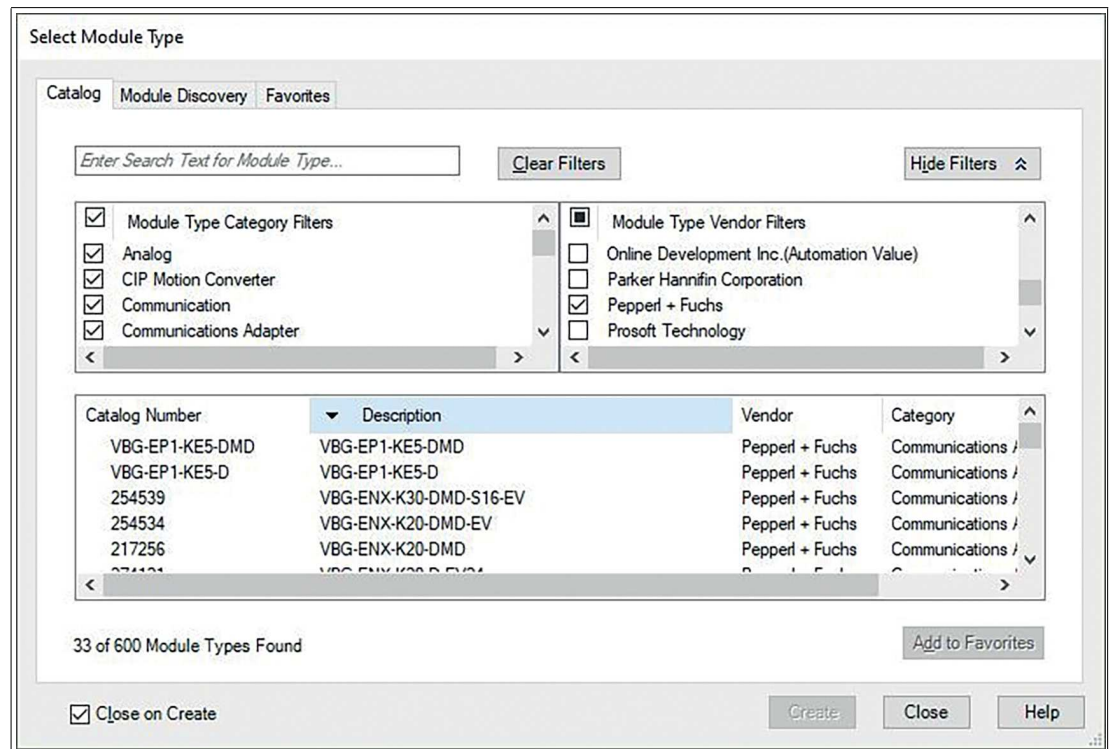 Select Module Type
Catalog Module Discovery Favorites
Enter Search Text for Module Type... Clear Filters Hide Filters
Module Type Category Filters
Analog
CIP Motion Converter
Communication
Communications Adapter
Module Type Vendor Filters
Online Development Inc.(Automation Value)
Parker Hannifin Corporation
Pepperl + Fuchs
Prosoft Technology
Catalog Number Description Vendor Category
VBG-EP1-KE5-DMD VBG-EP1-KE5-DMD Pepperl + Fuchs Communications
VBG-EP1-KE5-D VBG-EP1-KE5-D Pepperl + Fuchs Communications
254539 VBG-ENX-K30-DMD-S16-EV Pepperl + Fuchs Communications
254534 VBG-ENX-K20-DMD-EV Pepperl + Fuchs Communications
217256 VBG-ENX-K20-DMD Pepperl + Fuchs Communications
33 of 600 Module Types Found Add to Favorites
Close on Create Create Close Help